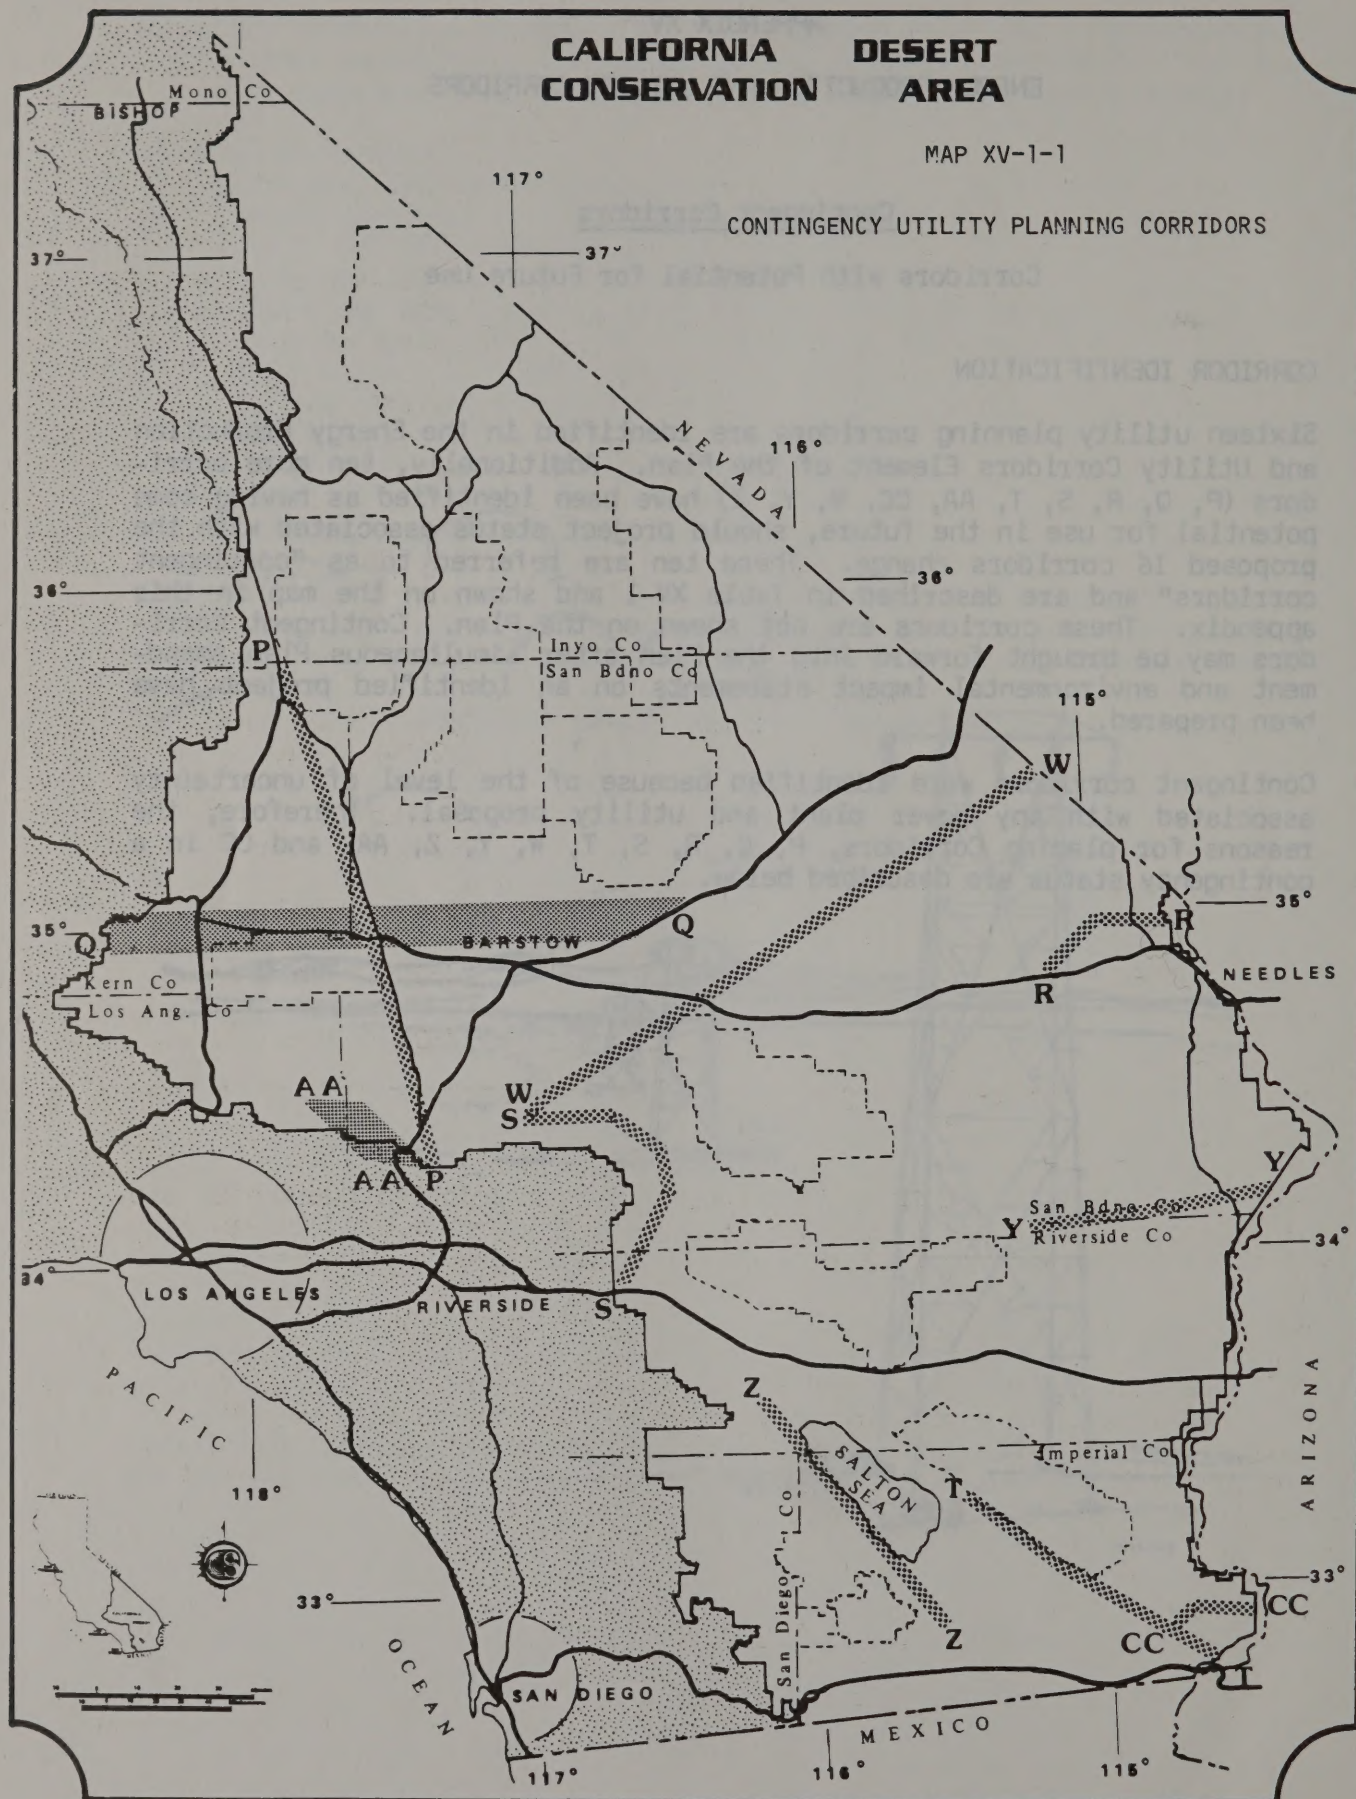 CALIFORNIA DESERT
CONSERVATION AREA
MAP XV-1-1
CONTINGENCY UTILITY PLANNING CORRIDORS
Mono Co
BISHOP
117°
37°
37°
NEVADA
116°
36°
36°
P
Inyo Co
San Bdno Co
115°
W
35°
35°
Q
Q
BARSTOW
R
R
NEEDLES
Kern Co
Los Ang. Co
AA
W
S
AA
P
Y
San Bdno Co
Y
Riverside Co
34°
34°
LOS ANGELES
RIVERSIDE
S
PACIFIC
Z
ARIZONA
Imperial Co
SALTON
SEA
T
118°
San Diego Co
33°
33°
CC
Z
CC
T
OCEAN
SAN DIEGO
MEXICO
117°
116°
115°